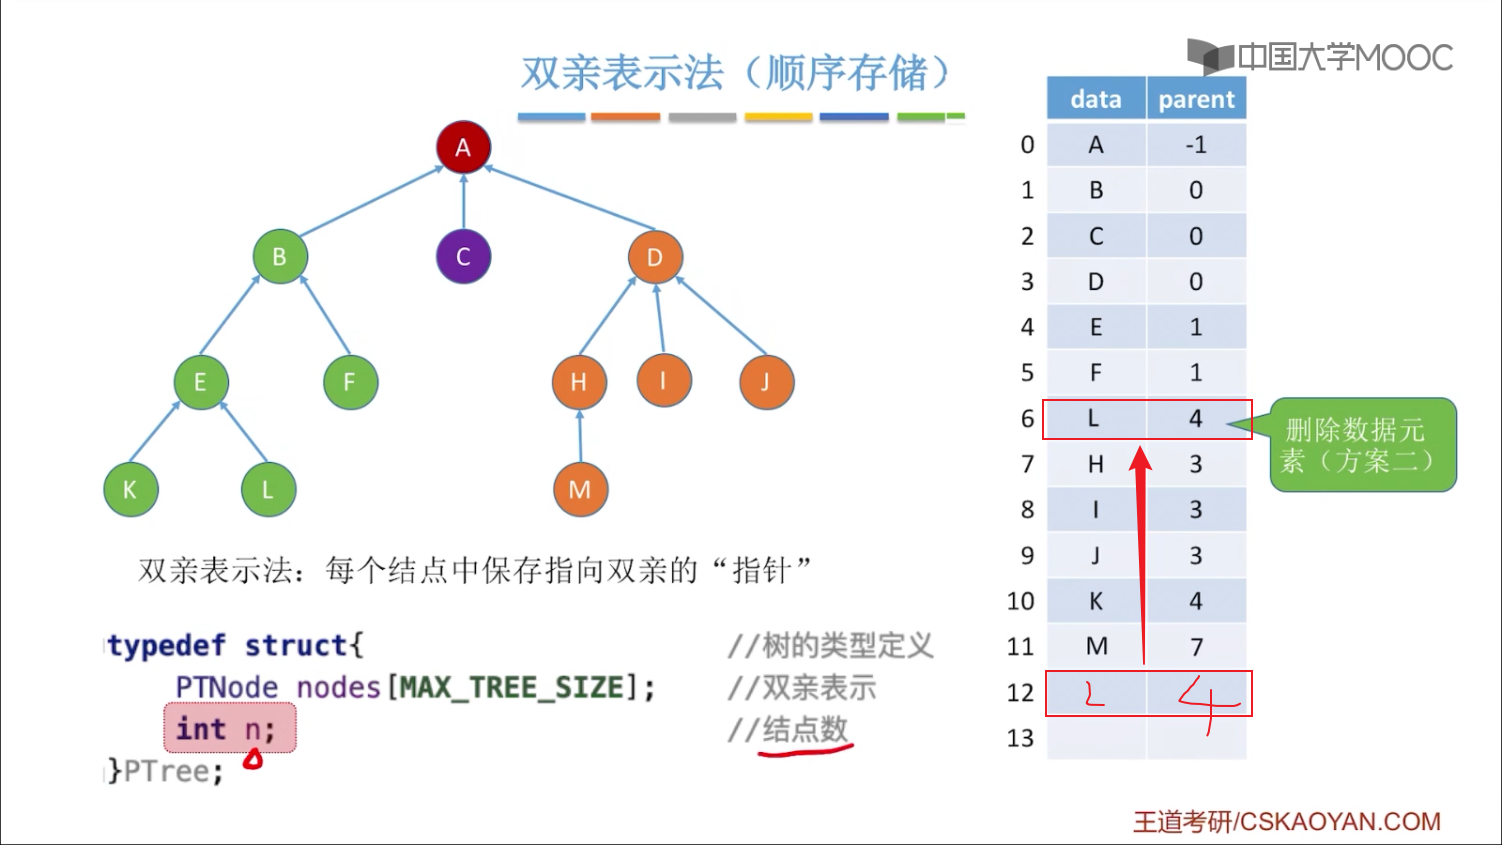 中国大学MOOC
双亲表示法（顺序存储）
A
B
C
D
E
F
H
I
J
K
L
M
双亲表示法：每个结点中保存指向双亲的“指针”
typedef struct{ //树的类型定义
PTNode nodes[MAX_TREE_SIZE]; //双亲表示
int n; //结点数
}PTree;
data parent
0 A -1
1 B 0
2 C 0
3 D 0
4 E 1
5 F 1
6 L 4
7 H 3
8 I 3
9 J 3
10 K 4
11 M 7
12 L 4
13
删除数据元
素（方案二）
王道考研/CSKAOYAN.COM